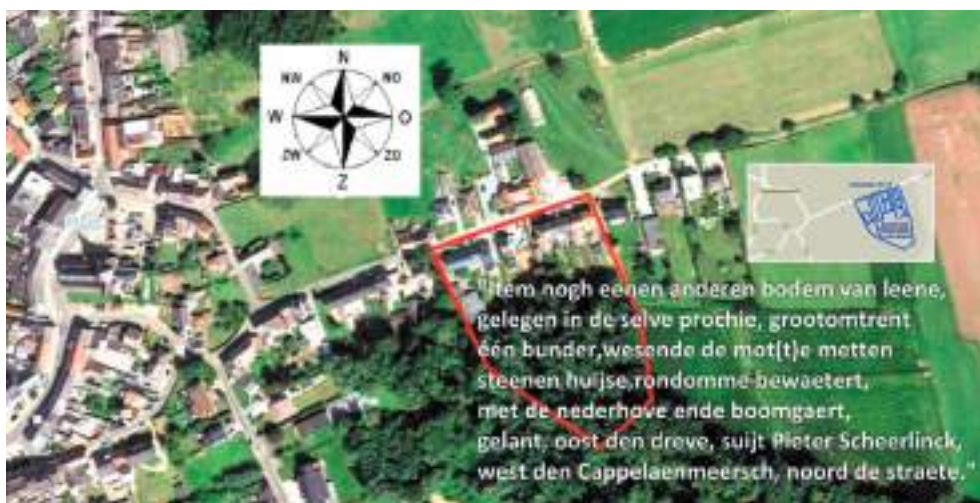 N
NW NO
W O
ZW ZO
Z
"Item nogh eenen anderen bodem van leene,
gelegen in de selve prochie, grootomtrent
één bunder,wesende de mot(t)e metten
steenen huijse,rondomme bewaetert,
met de nederhove ende boomgaert,
gelant, oost den dreve, suijt Pieter Scheerlinck,
west den Cappelaenmeersch, noord de straete."